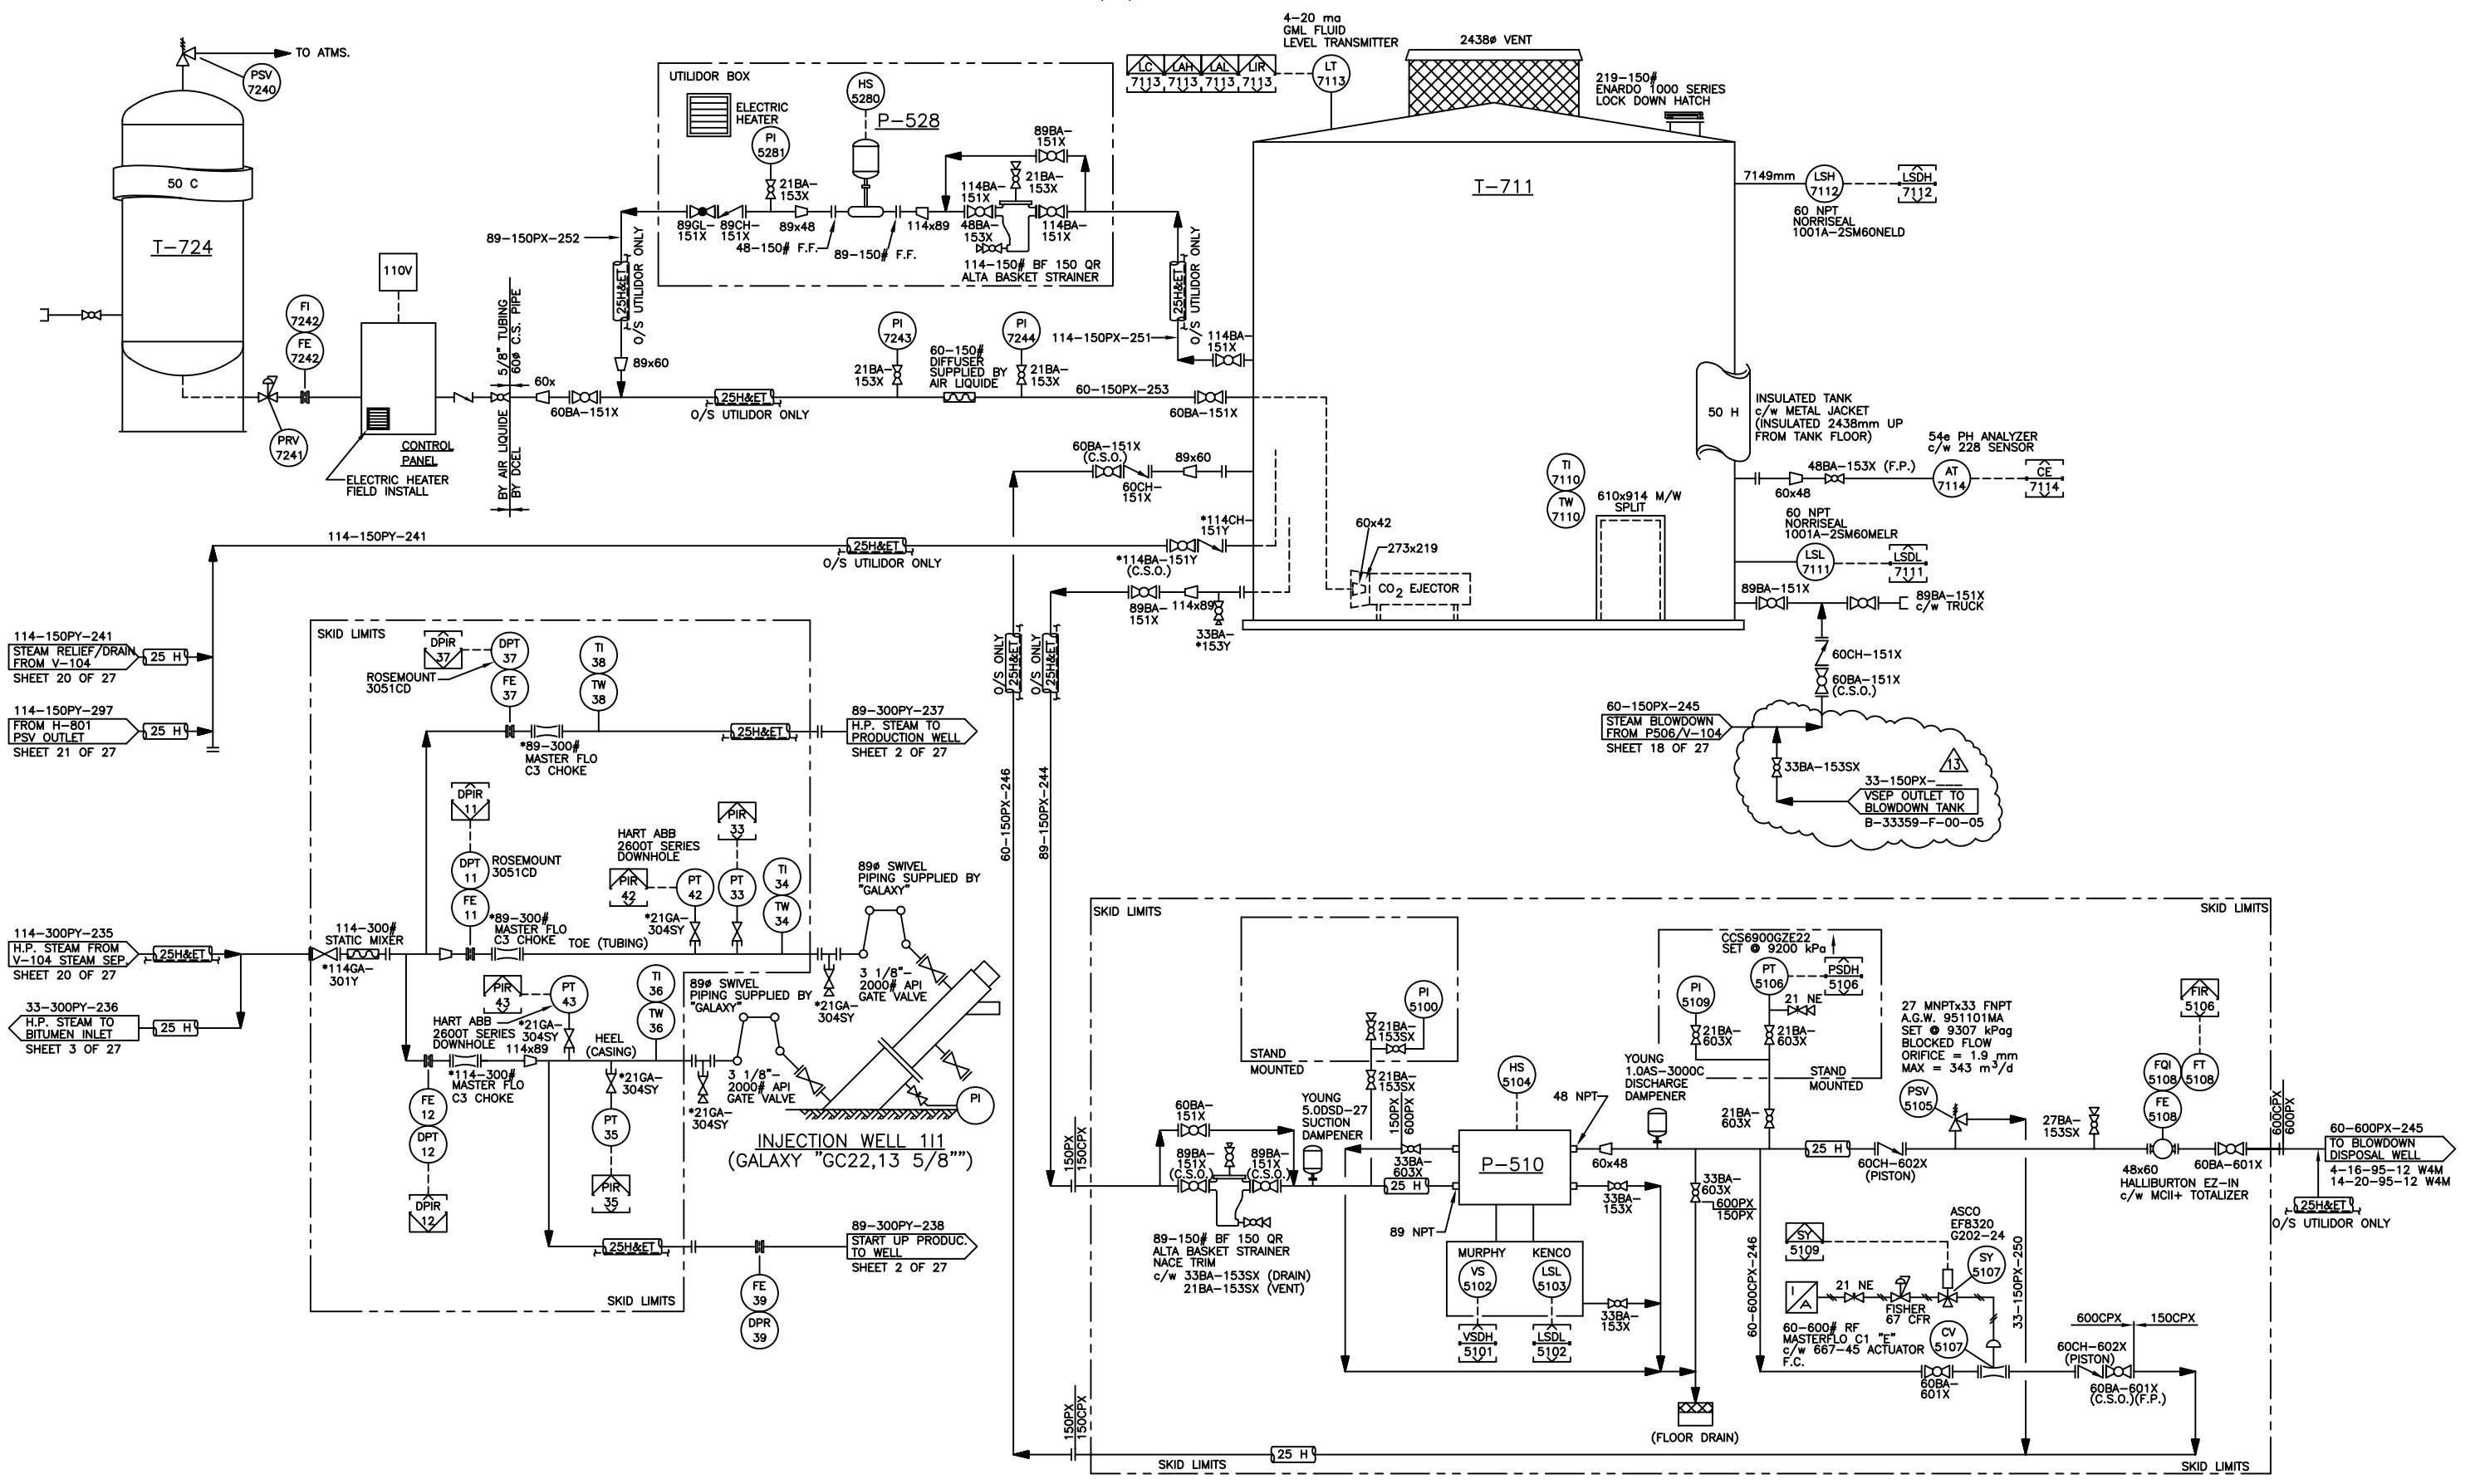 TO ATMS.
PSV
7240
50 C
T-724
FI
7242
FE
7242
PRV
7241
110V
CONTROL
PANEL
ELECTRIC HEATER
FIELD INSTALL
5/8" TUBING
60ø C.S. PIPE
BY AIR LIQUIDE
BY DCEL
60x
60BA-151X
89x60
89-150PX-252
25H&ET
O/S UTILIDOR ONLY
UTILIDOR BOX
ELECTRIC
HEATER
HS
5280
P-528
PI
5281
21BA-
153X
89GL-
151X
89CH-
151X
89x48
48-150# F.F.
89-150# F.F.
114x89
114BA-
151X
48BA-
153X
21BA-
153X
89BA-
151X
114BA-
151X
114-150# BF 150 QR
ALTA BASKET STRAINER
25H&ET
O/S UTILIDOR ONLY
114-150PX-251
114BA-
151X
25H&ET
O/S UTILIDOR ONLY
PI
7243
21BA-
153X
60-150#
DIFFUSER
SUPPLIED BY
AIR LIQUIDE
PI
7244
21BA-
153X
60-150PX-253
60BA-151X
4-20 ma
GML FLUID
LEVEL TRANSMITTER
LC
7113
LAH
7113
LAL
7113
LIR
7113
LT
7113
2438ø VENT
219-150#
ENARDO 1000 SERIES
LOCK DOWN HATCH
T-711
7149mm
LSH
7112
LSDH
7112
60 NPT
NORRISEAL
1001A-2SM60NELD
50 H
INSULATED TANK
c/w METAL JACKET
(INSULATED 2438mm UP
FROM TANK FLOOR)
54e PH ANALYZER
c/w 228 SENSOR
48BA-153X (F.P.)
60x48
AT
7114
CE
7114
60 NPT
NORRISEAL
1001A-2SM60MELR
LSL
7111
LSDL
7111
89BA-151X
89BA-151X
c/w TRUCK
TI
7110
TW
7110
610x914 M/W
SPLIT
60x42
273x219
CO2 EJECTOR
60BA-151X
(C.S.O.)
60CH-
151X
89x60
*114CH-
151Y
*114BA-151Y
(C.S.O.)
89BA-
151X
114x89
33BA-
*153Y
114-150PY-241
25H&ET
O/S UTILIDOR ONLY
O/S ONLY
25H&ET
O/S ONLY
25H&ET
60-150PX-246
89-150PX-244
60CH-151X
60BA-151X
(C.S.O.)
60-150PX-245
STEAM BLOWDOWN
FROM P506/V-104
SHEET 18 OF 27
33BA-153SX
13
33-150PX-___
VSEP OUTLET TO
BLOWDOWN TANK
B-33359-F-00-05
114-150PY-241
STEAM RELIEF/DRAIN
FROM V-104
SHEET 20 OF 27
25 H
114-150PY-297
FROM H-801
PSV OUTLET
SHEET 21 OF 27
25 H
114-300PY-235
H.P. STEAM FROM
V-104 STEAM SEP.
SHEET 20 OF 27
25H&ET
33-300PY-236
H.P. STEAM TO
BITUMEN INLET
SHEET 3 OF 27
25 H
SKID LIMITS
DPIR
37
DPT
37
FE
37
ROSEMOUNT
3051CD
TI
38
TW
38
*89-300#
MASTER FLO
C3 CHOKE
25H&ET
89-300PY-237
H.P. STEAM TO
PRODUCTION WELL
SHEET 2 OF 27
DPIR
11
DPT
11
FE
11
ROSEMOUNT
3051CD
HART ABB
2600T SERIES
DOWNHOLE
PIR
42
PT
42
PIR
33
PT
33
TI
34
TW
34
*21GA-
304SY
89ø SWIVEL
PIPING SUPPLIED BY
"GALAXY"
114-300#
STATIC MIXER
*114GA-
301Y
*89-300#
MASTER FLO
C3 CHOKE
TOE (TUBING)
*21GA-
304SY
3 1/8"-
2000# API
GATE VALVE
PIR
43
PT
43
HART ABB
2600T SERIES
DOWNHOLE
*21GA-
304SY
114x89
TI
36
TW
36
HEEL
(CASING)
89ø SWIVEL
PIPING SUPPLIED BY
"GALAXY"
*114-300#
MASTER FLO
C3 CHOKE
*21GA-
304SY
*21GA-
304SY
3 1/8"-
2000# API
GATE VALVE
PI
FE
12
DPT
12
DPIR
12
PT
35
PIR
35
INJECTION WELL 1I1
(GALAXY "GC22,13 5/8"")
25H&ET
89-300PY-238
START UP PRODUC.
TO WELL
SHEET 2 OF 27
FE
39
DPR
39
SKID LIMITS
SKID LIMITS
SKID LIMITS
STAND
MOUNTED
PI
5100
21BA-
153SX
21BA-
153SX
150PX
600PX
YOUNG
5.0DSD-27
SUCTION
DAMPENER
60BA-
151X
89BA-
151X
(C.S.O.)
89BA-
151X
(C.S.O.)
150PX
150CPX
89-150# BF 150 QR
ALTA BASKET STRAINER
NACE TRIM
c/w 33BA-153SX (DRAIN)
21BA-153SX (VENT)
33BA-
603X
25 H
89 NPT
HS
5104
P-510
48 NPT
60x48
YOUNG
1.0AS-3000C
DISCHARGE
DAMPENER
33BA-
153X
MURPHY
VS
5102
KENCO
LSL
5103
VSDH
5101
LSDL
5102
33BA-
153X
CCS6900GZE22
SET @ 9200 kPa
PI
5109
PT
5106
PSDH
5106
21 NE
21BA-
603X
21BA-
603X
STAND
MOUNTED
21BA-
603X
33BA-
603X
600PX
150PX
(FLOOR DRAIN)
27 MNPTx33 FNPT
A.G.W. 951101MA
SET @ 9307 kPag
BLOCKED FLOW
ORIFICE = 1.9 mm
MAX = 343 m3/d
PSV
5105
25 H
60CH-602X
(PISTON)
27BA-
153SX
FIR
5106
FQI
5108
FT
5108
FE
5108
48x60
HALLIBURTON EZ-IN
c/w MCII+ TOTALIZER
60BA-601X
600CPX
600PX
60-600PX-245
TO BLOWDOWN
DISPOSAL WELL
4-16-95-12 W4M
14-20-95-12 W4M
25H&ET
O/S UTILIDOR ONLY
60-600CPX-246
33-150PX-250
SY
5109
ASCO
EF8320
G202-24
SY
5107
I
A
21 NE
FISHER
67 CFR
60-600# RF
MASTERFLO C1 "E"
c/w 667-45 ACTUATOR
F.C.
CV
5107
60BA-
601X
60CH-602X
(PISTON)
600CPX
150CPX
60BA-601X
(C.S.O.)(F.P.)
150PX
150CPX
25 H
SKID LIMITS
SKID LIMITS